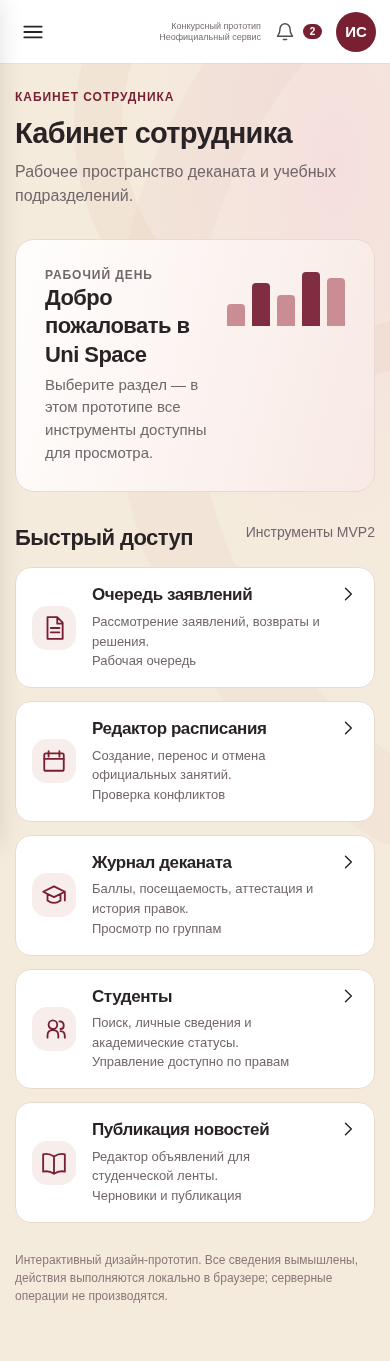 Конкурсный прототип
Неофициальный сервис
2
ИС
КАБИНЕТ СОТРУДНИКА
Кабинет сотрудника
Рабочее пространство деканата и учебных
подразделений.
РАБОЧИЙ ДЕНЬ
Добро
пожаловать в
Uni Space
Выберите раздел — в
этом прототипе все
инструменты доступны
для просмотра.
Быстрый доступ
Инструменты MVP2
Очередь заявлений
Рассмотрение заявлений, возвраты и
решения.
Рабочая очередь
Редактор расписания
Создание, перенос и отмена
официальных занятий.
Проверка конфликтов
Журнал деканата
Баллы, посещаемость, аттестация и
история правок.
Просмотр по группам
Студенты
Поиск, личные сведения и
академические статусы.
Управление доступно по правам
Публикация новостей
Редактор объявлений для
студенческой ленты.
Черновики и публикация
Интерактивный дизайн-прототип. Все сведения вымышлены,
действия выполняются локально в браузере; серверные
операции не производятся.